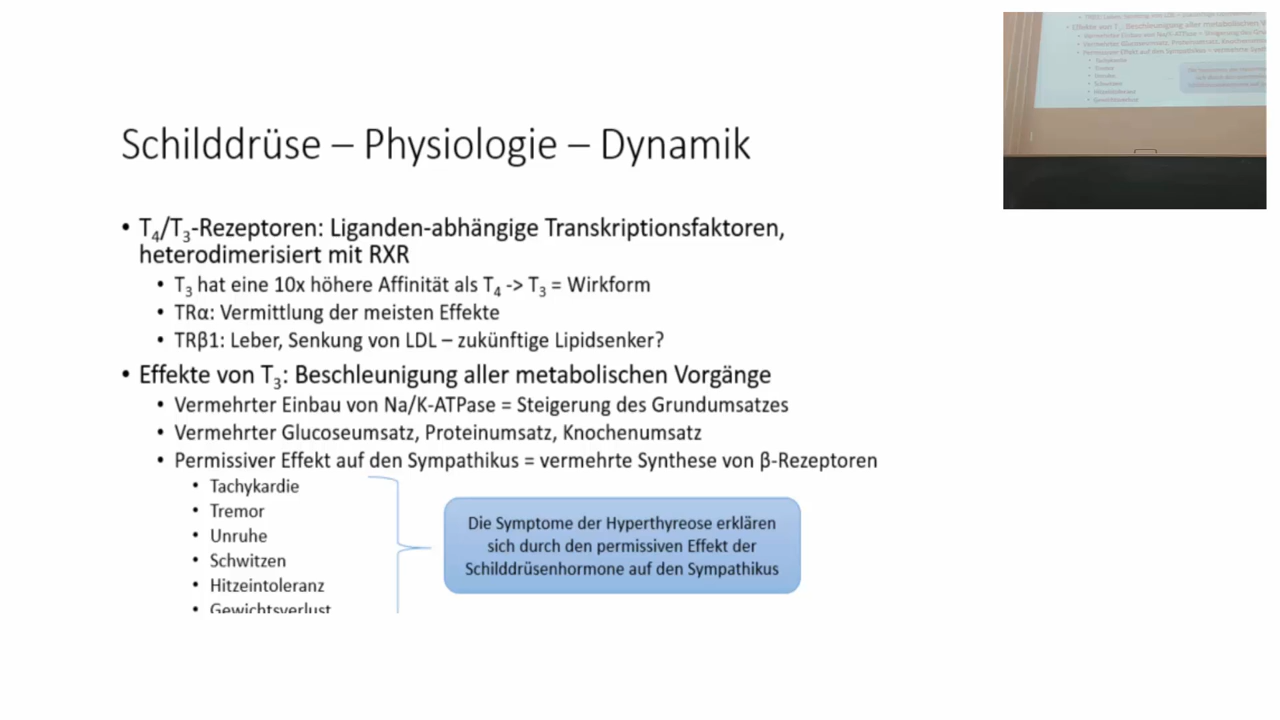 Schilddrüse – Physiologie – Dynamik
• T₄/T₃-Rezeptoren: Liganden-abhängige Transkriptionsfaktoren,
heterodimerisiert mit RXR
• T₃ hat eine 10x höhere Affinität als T₄ -> T₃ = Wirkform
• TRα: Vermittlung der meisten Effekte
• TRβ1: Leber, Senkung von LDL – zukünftige Lipidsenker?
• Effekte von T₃: Beschleunigung aller metabolischen Vorgänge
• Vermehrter Einbau von Na/K-ATPase = Steigerung des Grundumsatzes
• Vermehrter Glucoseumsatz, Proteinumsatz, Knochenumsatz
• Permissiver Effekt auf den Sympathikus = vermehrte Synthese von β-Rezeptoren
• Tachykardie
• Tremor
• Unruhe
• Schwitzen
• Hitzeintoleranz
• Gewichtsverlust
Die Symptome der Hyperthyreose erklären
sich durch den permissiven Effekt der
Schilddrüsenhormone auf den Sympathikus